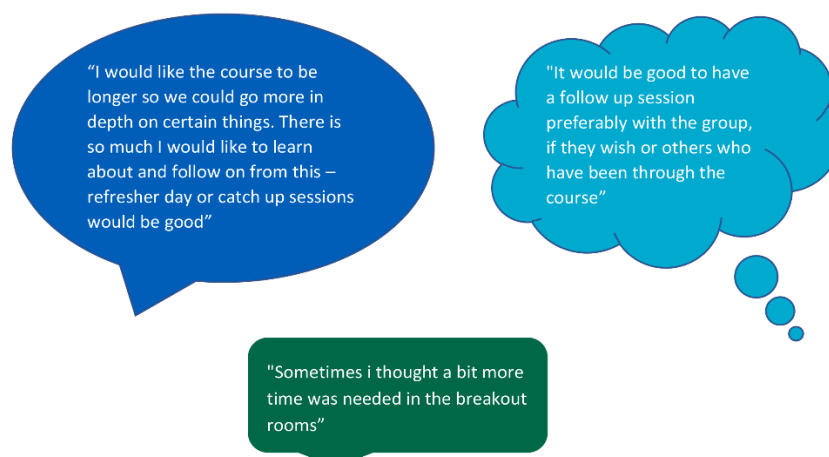 “I would like the course to be
longer so we could go more in
depth on certain things. There is
so much I would like to learn
about and follow on from this –
refresher day or catch up sessions
would be good”
"It would be good to have
a follow up session
preferably with the group,
if they wish or others who
have been through the
course”
"Sometimes i thought a bit more
time was needed in the breakout
rooms”